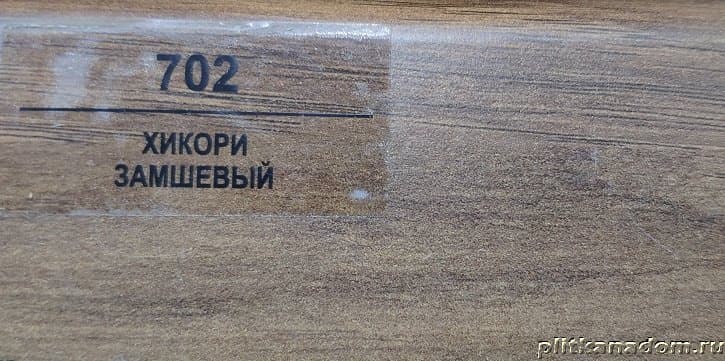 702
ХИКОРИ
ЗАМШЕВЫЙ
plitkanadom.ru